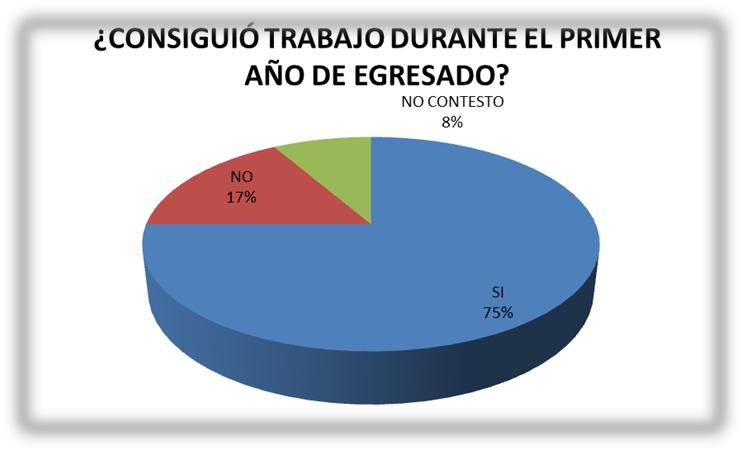 ¿CONSIGUIÓ TRABAJO DURANTE EL PRIMER
AÑO DE EGRESADO?
NO CONTESTO
8%
NO
17%
SI
75%